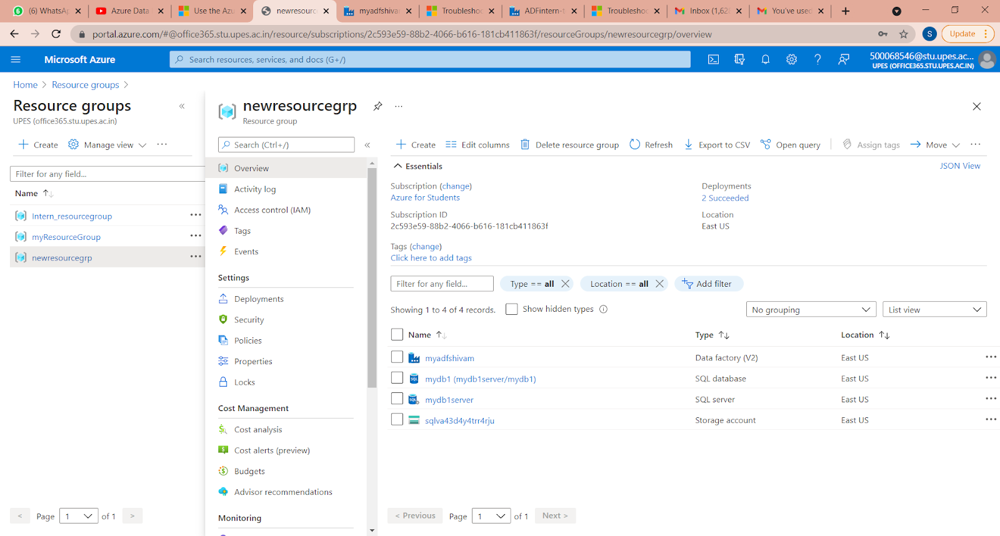 (6) WhatsA
Azure Data
Use the Azu
newresourc
myadfshivam
Troublesho
ADFintern-t
Troublesho
Inbox (1,62
You've used
portal.azure.com/#@office365.stu.upes.ac.in/resource/subscriptions/2c593e59-88b2-4066-b616-181cb411863f/resourceGroups/newresourcegrp/overview
S
Update
Microsoft Azure
Search resources, services, and docs (G+/)
500068546@stu.upes.ac...
UPES (OFFICE365.STU.UPES.AC.IN)
Home > Resource groups >
Resource groups
UPES (office365.stu.upes.ac.in)
Create
Manage view
...
Filter for any field...
Name
Intern_resourcegroup
myResourceGroup
newresourcegrp
< Page 1 of 1 >
newresourcegrp
...
Resource group
Search (Ctrl+/)
Overview
Activity log
Access control (IAM)
Tags
Events
Settings
Deployments
Security
Policies
Properties
Locks
Cost Management
Cost analysis
Cost alerts (preview)
Budgets
Advisor recommendations
Monitoring
Create
Edit columns
Delete resource group
Refresh
Export to CSV
Open query
Assign tags
Move
...
Essentials
JSON View
Subscription (change)
Azure for Students
Subscription ID
2c593e59-88b2-4066-b616-181cb411863f
Deployments
2 Succeeded
Location
East US
Tags (change)
Click here to add tags
Filter for any field...
Type == all
Location == all
Add filter
Showing 1 to 4 of 4 records.
Show hidden types
No grouping
List view
Name Type Location
myadfshivam Data factory (V2) East US ...
SQL mydb1 (mydb1server/mydb1) SQL database East US ...
SQL mydb1server SQL server East US ...
sqlva43d4y4trr4rju Storage account East US ...
< Previous Page 1 of 1 Next >